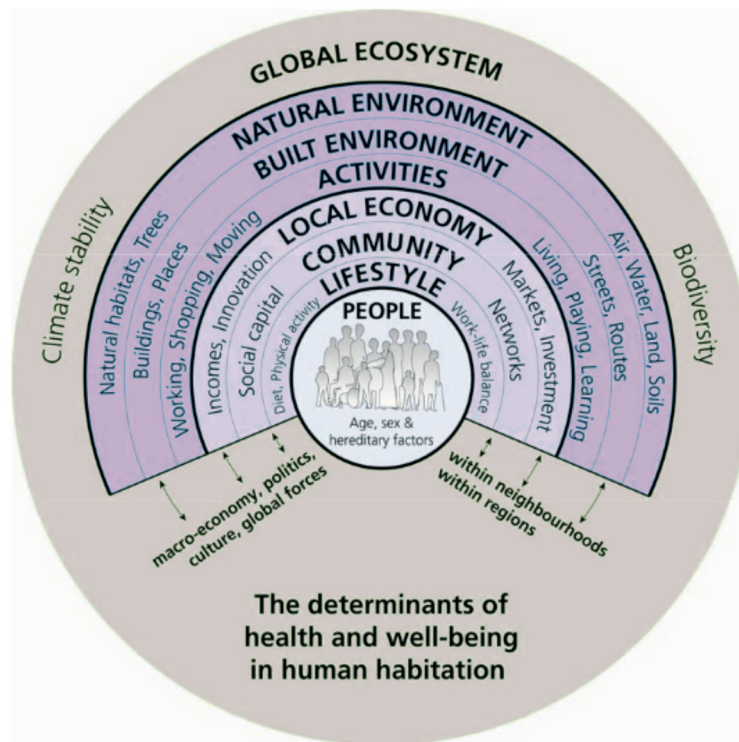 GLOBAL ECOSYSTEM
NATURAL ENVIRONMENT
BUILT ENVIRONMENT
ACTIVITIES
LOCAL ECONOMY
COMMUNITY
LIFESTYLE
PEOPLE
Age, sex &
hereditary factors
Climate stability
Natural habitats, Trees
Buildings, Places
Working, Shopping, Moving
Incomes, Innovation
Social capital
Diet, Physical activity
Work-life balance
Networks
Markets, Investment
Living, Playing, Learning
Streets, Routes
Air, Water, Land, Soils
Biodiversity
macro-economy, politics,
culture, global forces
within neighbourhoods
within regions
The determinants of
health and well-being
in human habitation